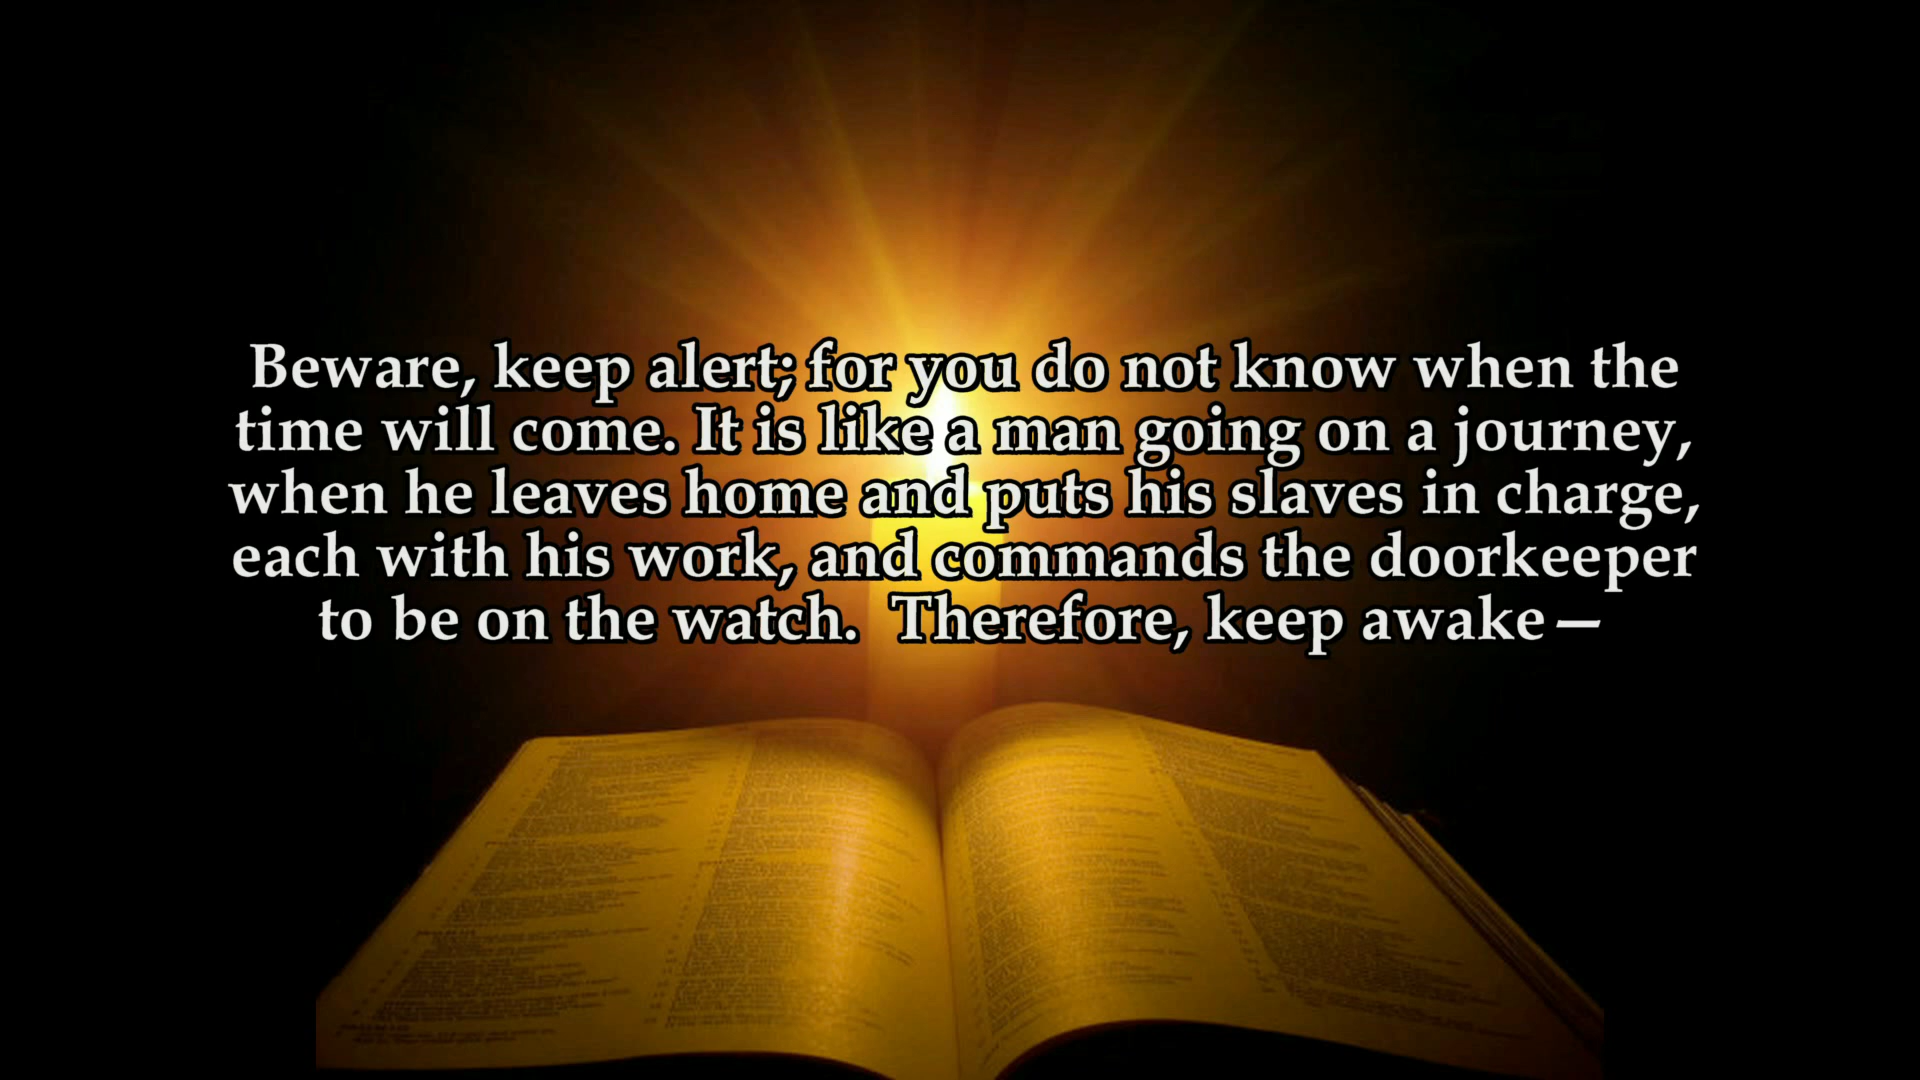 Beware, keep alert; for you do not know when the
time will come. It is like a man going on a journey,
when he leaves home and puts his slaves in charge,
each with his work, and commands the doorkeeper
to be on the watch.  Therefore, keep awake—